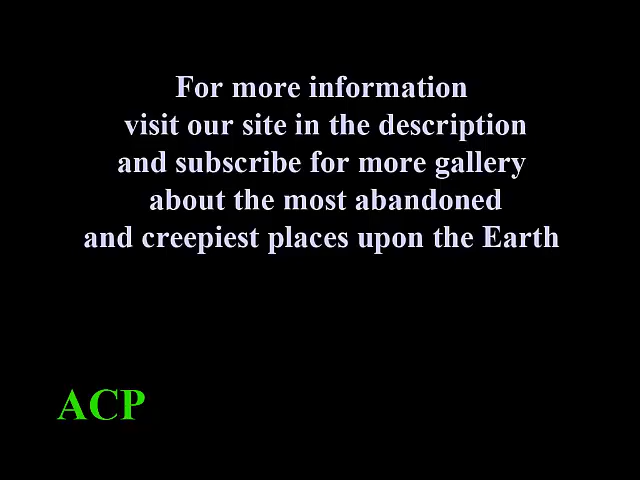 For more information
visit our site in the description
and subscribe for more gallery
about the most abandoned
and creepiest places upon the Earth
ACP